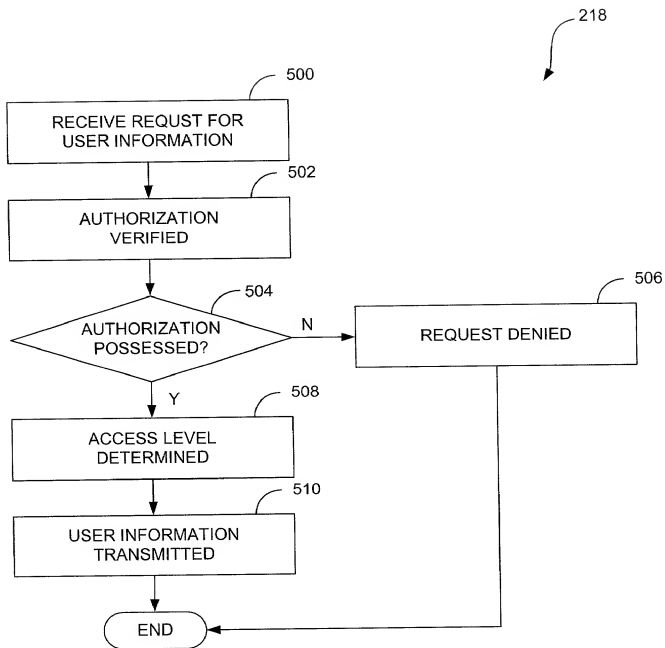 218
500
RECEIVE REQUST FOR
USER INFORMATION
502
AUTHORIZATION
VERIFIED
504
AUTHORIZATION
POSSESSED?
N
506
REQUEST DENIED
Y
508
ACCESS LEVEL
DETERMINED
510
USER INFORMATION
TRANSMITTED
END